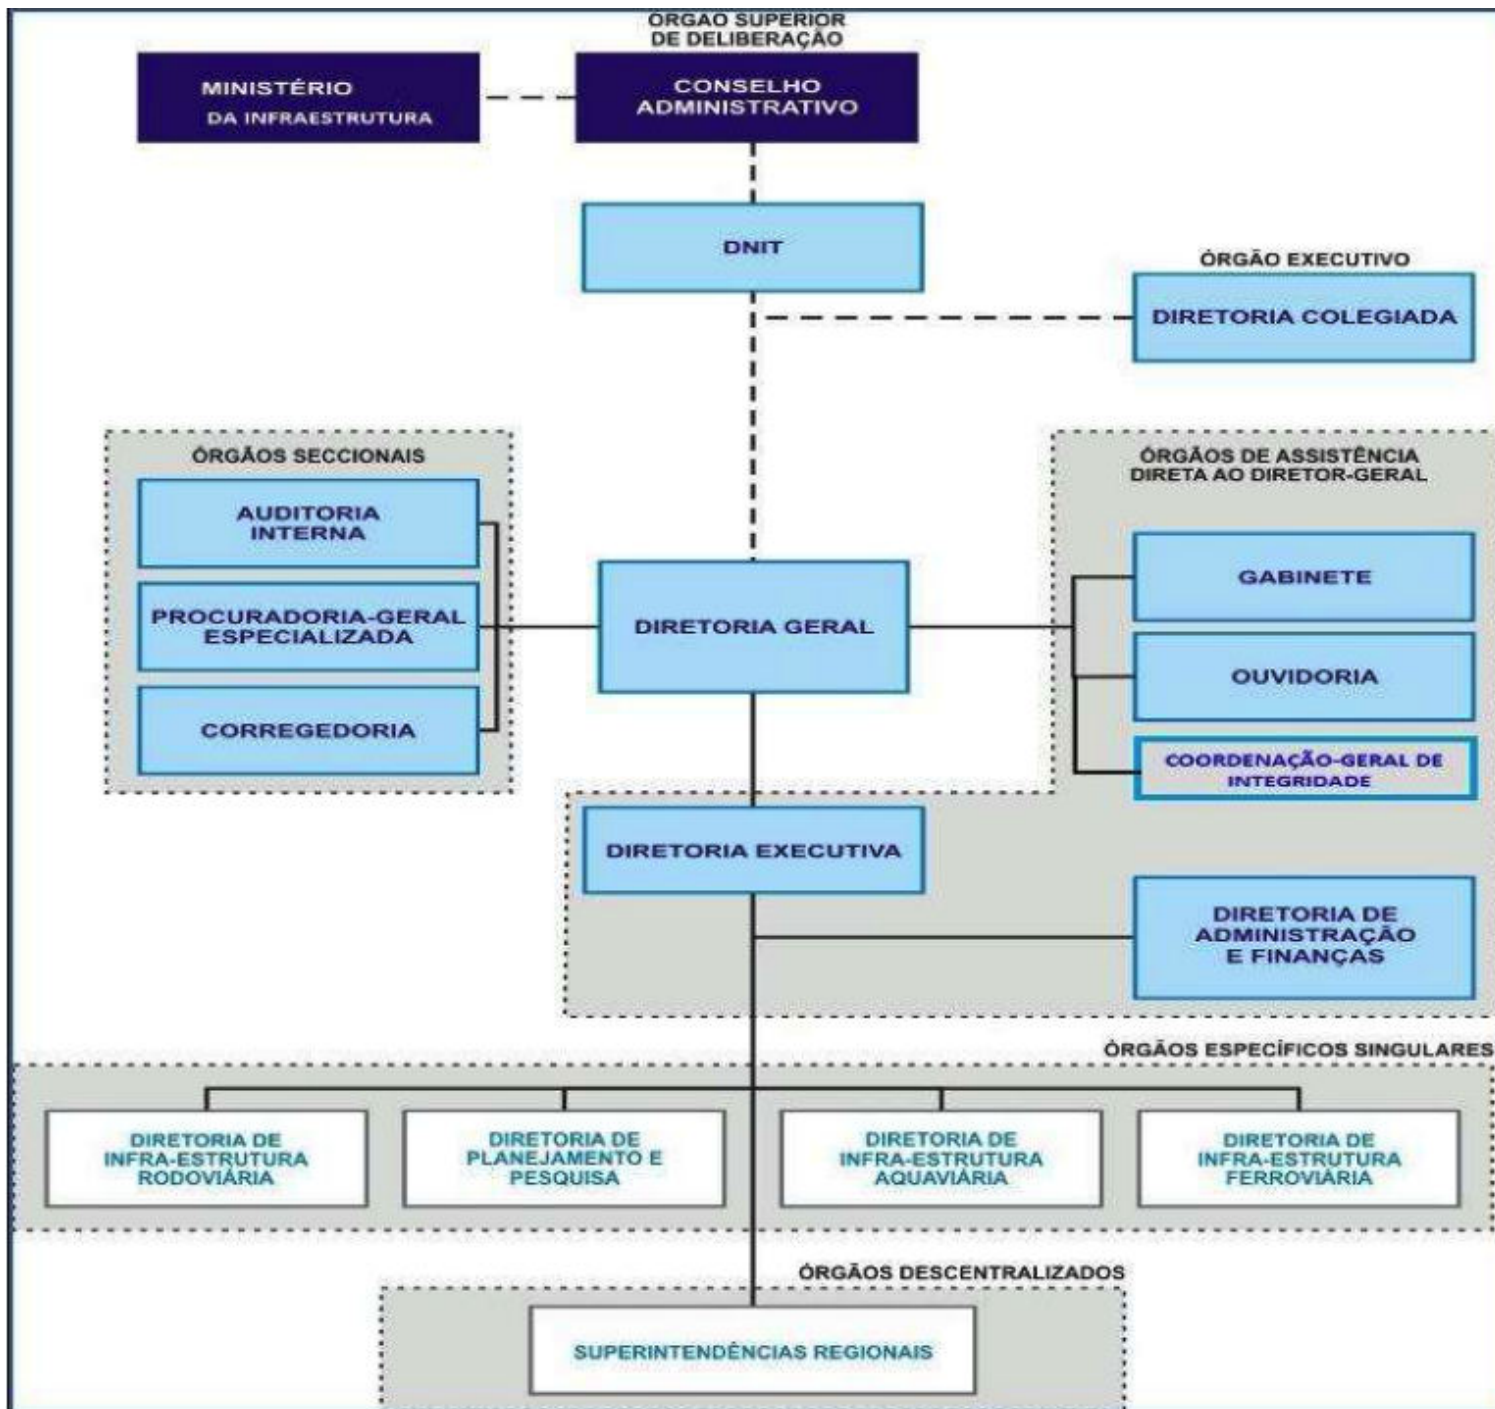 ÓRGÃO SUPERIOR
DE DELIBERAÇÃO
MINISTÉRIO
DA INFRAESTRUTURA
CONSELHO
ADMINISTRATIVO
DNIT
ÓRGÃO EXECUTIVO
DIRETORIA COLEGIADA
ÓRGÃOS SECCIONAIS
AUDITORIA
INTERNA
PROCURADORIA-GERAL
ESPECIALIZADA
CORREGEDORIA
DIRETORIA GERAL
ÓRGÃOS DE ASSISTÊNCIA
DIRETA AO DIRETOR-GERAL
GABINETE
OUVIDORIA
COORDENAÇÃO-GERAL DE
INTEGRIDADE
DIRETORIA EXECUTIVA
DIRETORIA DE
ADMINISTRAÇÃO
E FINANÇAS
ÓRGÃOS ESPECÍFICOS SINGULARES
DIRETORIA DE
INFRA-ESTRUTURA
RODOVIÁRIA
DIRETORIA DE
PLANEJAMENTO E
PESQUISA
DIRETORIA DE
INFRA-ESTRUTURA
AQUAVIÁRIA
DIRETORIA DE
INFRA-ESTRUTURA
FERROVIÁRIA
ÓRGÃOS DESCENTRALIZADOS
SUPERINTENDÊNCIAS REGIONAIS